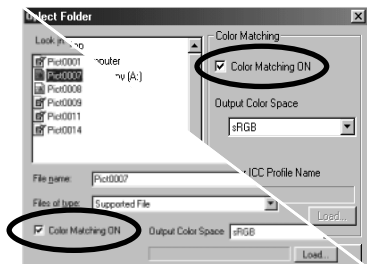 Select Folder
Look in:
Pict0001
Pict0007
Pict0008
Pict0009
Pict0011
Pict0014
(A:)
Color Matching
Color Matching ON
Output Color Space
sRGB
ICC Profile Name
Load...
File name: Pict0007
Files of type: Supported File
Color Matching ON Output Color Space sRGB
Load...